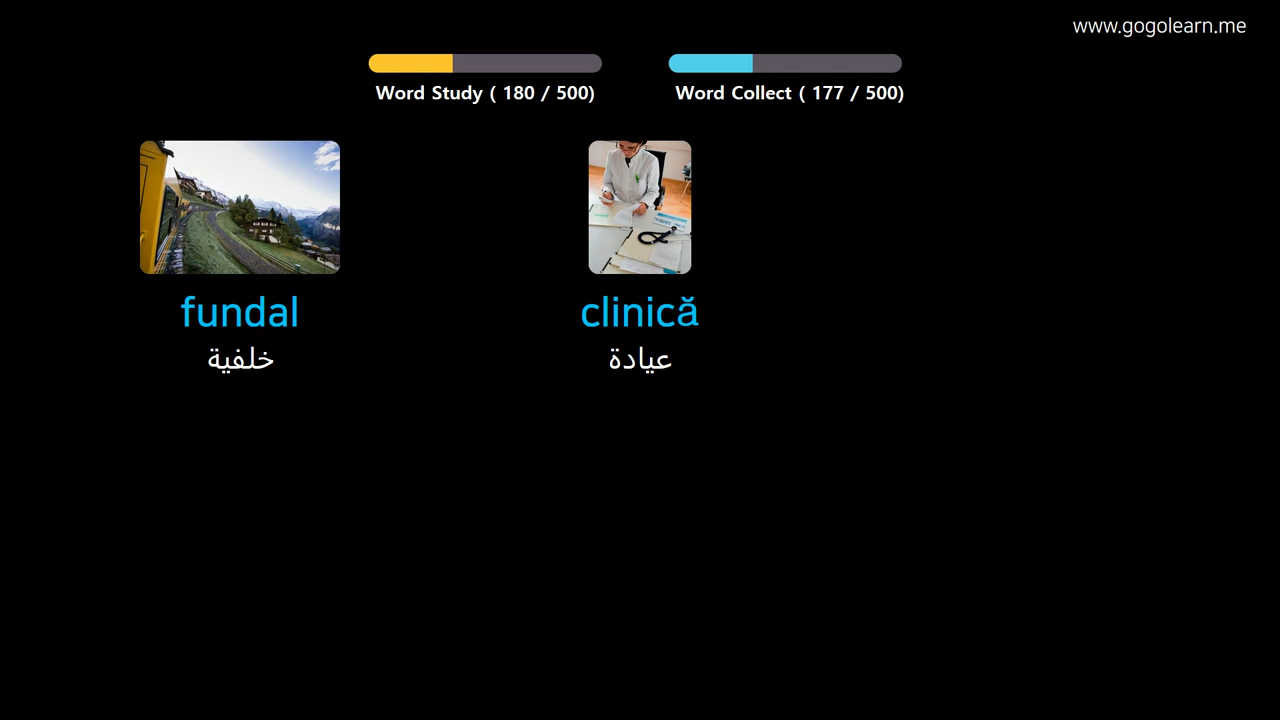 www.gogolearn.me
Word Study ( 180 / 500)
Word Collect ( 177 / 500)
fundal
خلفية
clinică
عيادة